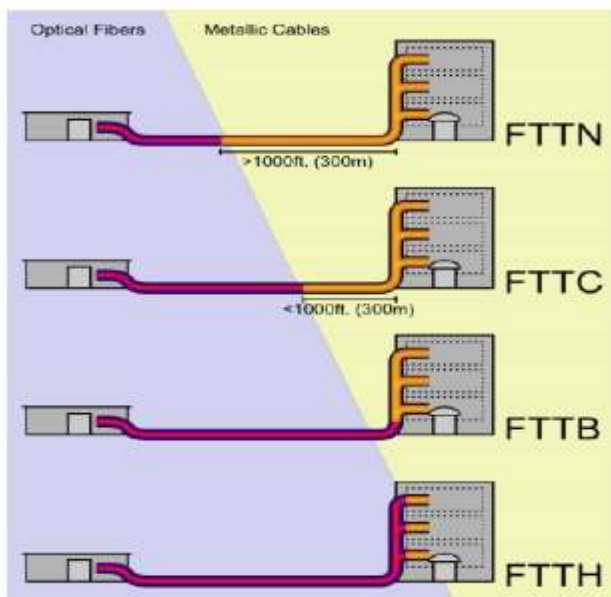 Optical Fibers
Metallic Cables
FTTN
>1000ft. (300m)
FTTC
<1000ft. (300m)
FTTB
FTTH